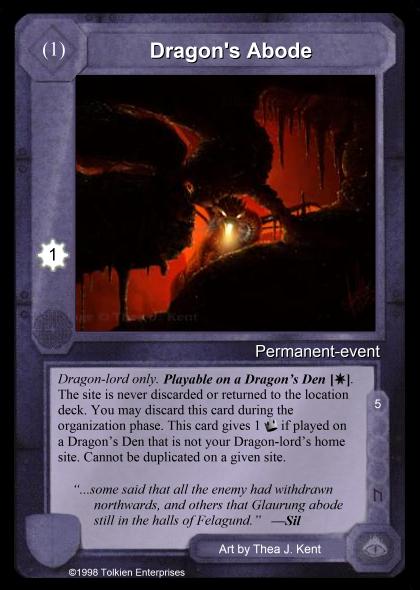 (1)
Dragon's Abode
1
Thea J. Kent
Permanent-event
Dragon-lord only. Playable on a Dragon's Den [☀].
The site is never discarded or returned to the location
deck. You may discard this card during the
organization phase. This card gives 1 if played on
a Dragon's Den that is not your Dragon-lord's home
site. Cannot be duplicated on a given site.
5
“...some said that all the enemy had withdrawn
northwards, and others that Glaurung abode
still in the halls of Felagund.” —Sil
Art by Thea J. Kent
©1998 Tolkien Enterprises